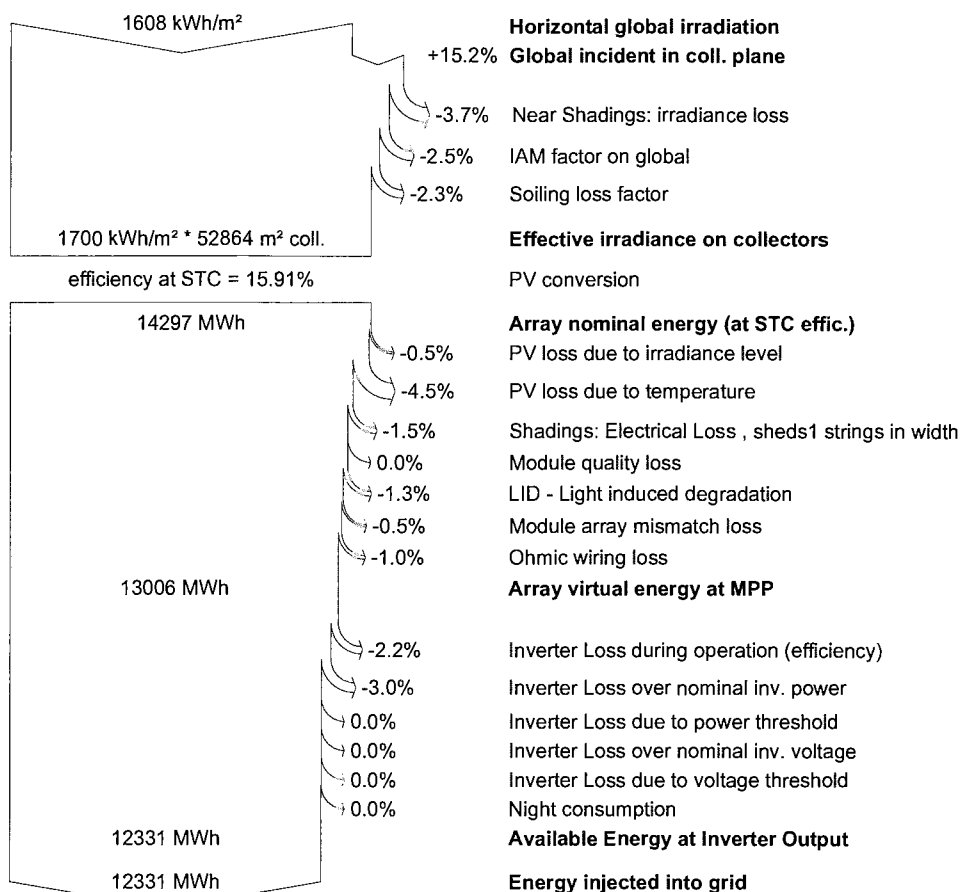 1608 kWh/m² Horizontal global irradiation
+15.2% Global incident in coll. plane
-3.7% Near Shadings: irradiance loss
-2.5% IAM factor on global
-2.3% Soiling loss factor
1700 kWh/m² * 52864 m² coll. Effective irradiance on collectors
efficiency at STC = 15.91% PV conversion
14297 MWh Array nominal energy (at STC effic.)
-0.5% PV loss due to irradiance level
-4.5% PV loss due to temperature
-1.5% Shadings: Electrical Loss , sheds1 strings in width
0.0% Module quality loss
-1.3% LID - Light induced degradation
-0.5% Module array mismatch loss
-1.0% Ohmic wiring loss
13006 MWh Array virtual energy at MPP
-2.2% Inverter Loss during operation (efficiency)
-3.0% Inverter Loss over nominal inv. power
0.0% Inverter Loss due to power threshold
0.0% Inverter Loss over nominal inv. voltage
0.0% Inverter Loss due to voltage threshold
0.0% Night consumption
12331 MWh Available Energy at Inverter Output
12331 MWh Energy injected into grid